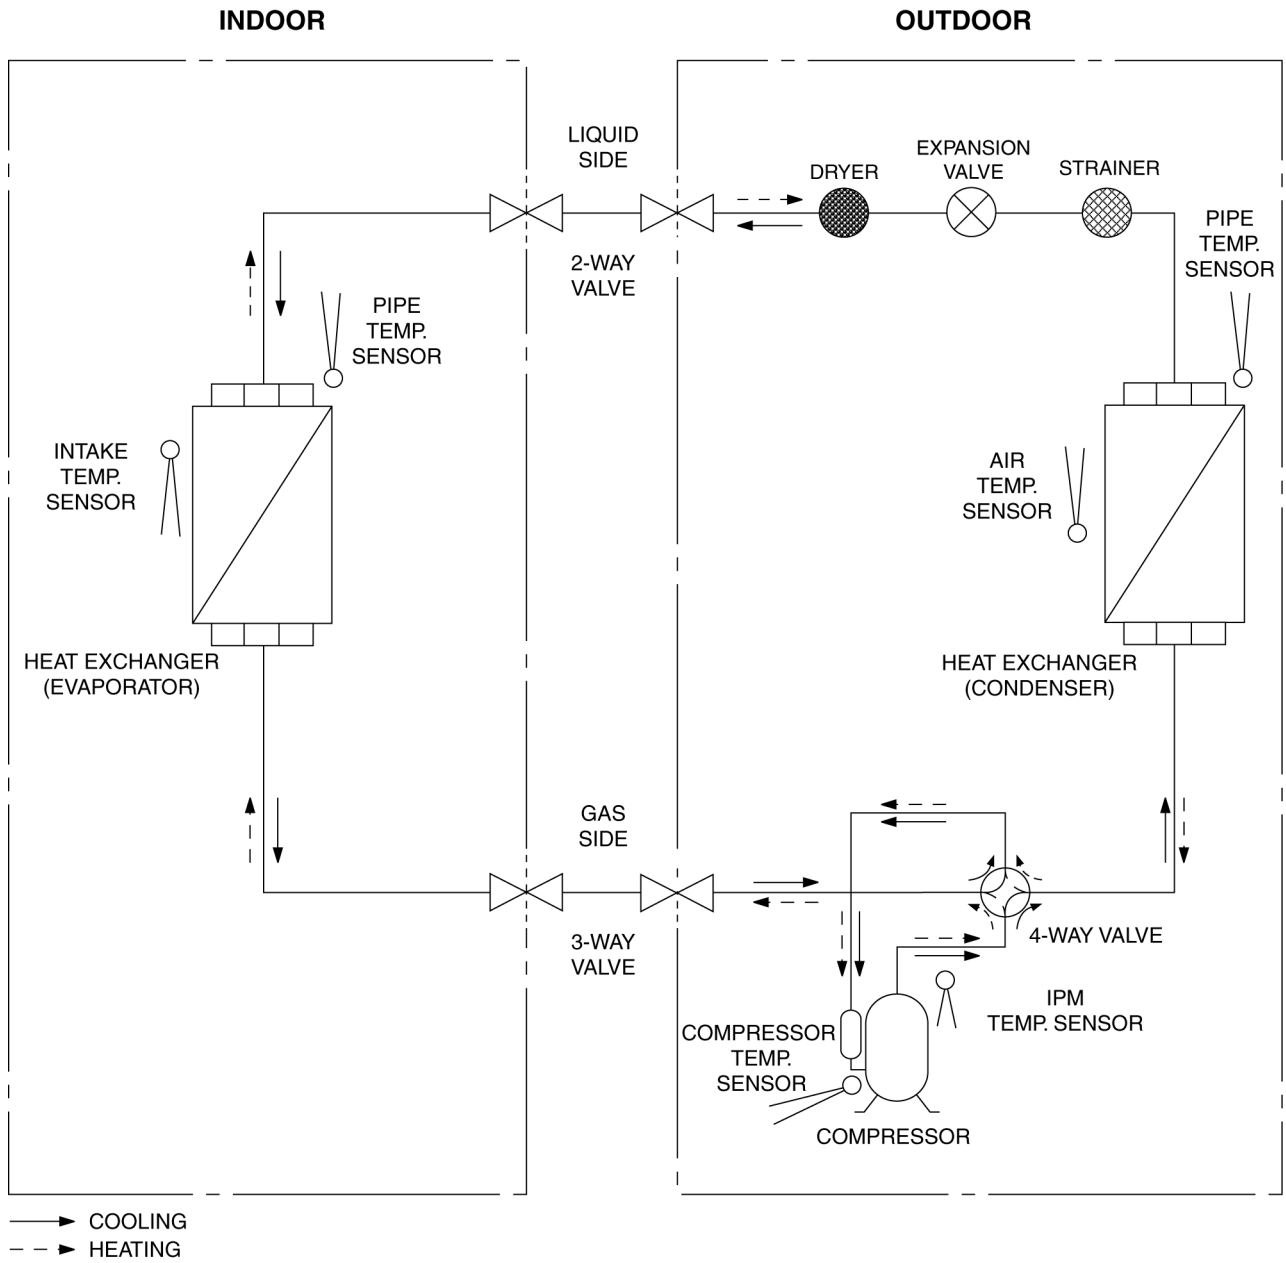 INDOOR
OUTDOOR
LIQUID
SIDE
2-WAY
VALVE
DRYER
EXPANSION
VALVE
STRAINER
PIPE
TEMP.
SENSOR
PIPE
TEMP.
SENSOR
INTAKE
TEMP.
SENSOR
AIR
TEMP.
SENSOR
HEAT EXCHANGER
(EVAPORATOR)
HEAT EXCHANGER
(CONDENSER)
GAS
SIDE
3-WAY
VALVE
4-WAY VALVE
IPM
TEMP. SENSOR
COMPRESSOR
TEMP.
SENSOR
COMPRESSOR
COOLING
HEATING